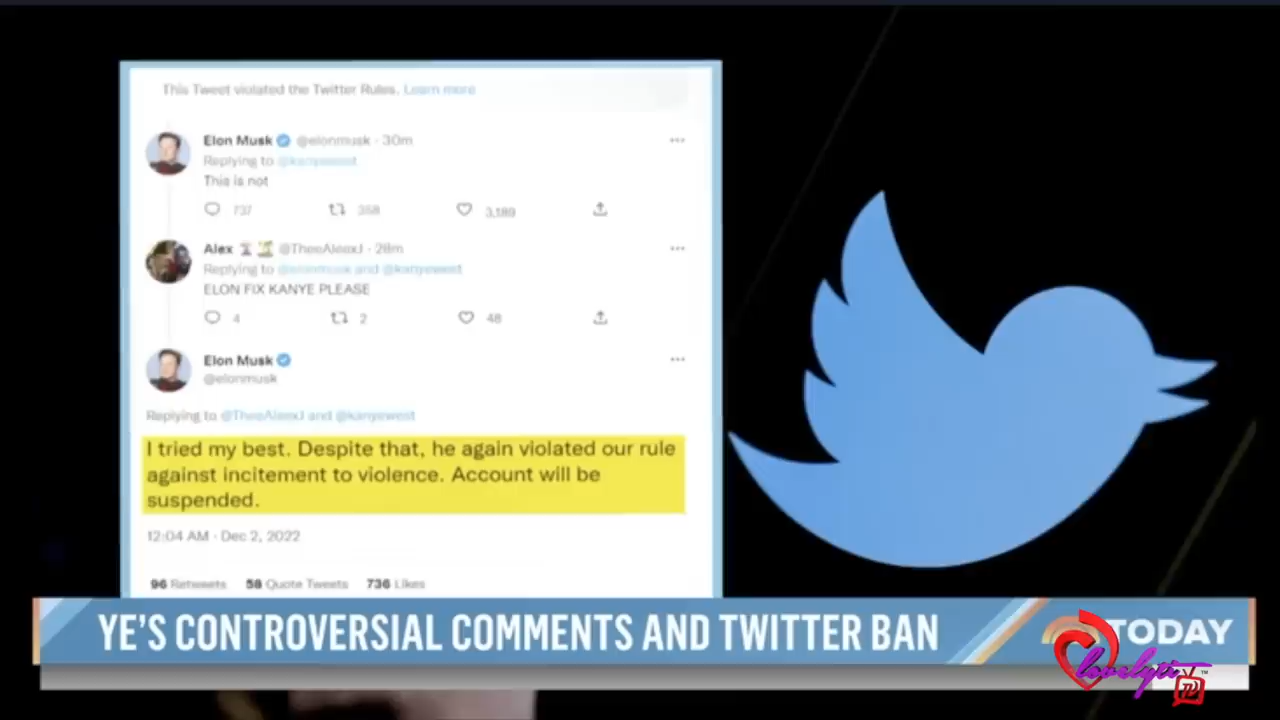 This Tweet violated the Twitter Rules. Learn more
Elon Musk @elonmusk · 30m
Replying to @kanyewest
This is not
737 358 3,189
Alex @TheeAleexJ · 28m
Replying to @elonmusk and @kanyewest
ELON FIX KANYE PLEASE
4 2 48
Elon Musk
@elonmusk
Replying to @TheeAleexJ and @kanyewest
I tried my best. Despite that, he again violated our rule
against incitement to violence. Account will be
suspended.
12:04 AM · Dec 2, 2022
96 Retweets 58 Quote Tweets 736 Likes
YE'S CONTROVERSIAL COMMENTS AND TWITTER BAN
TODAY
lovelyti
TV